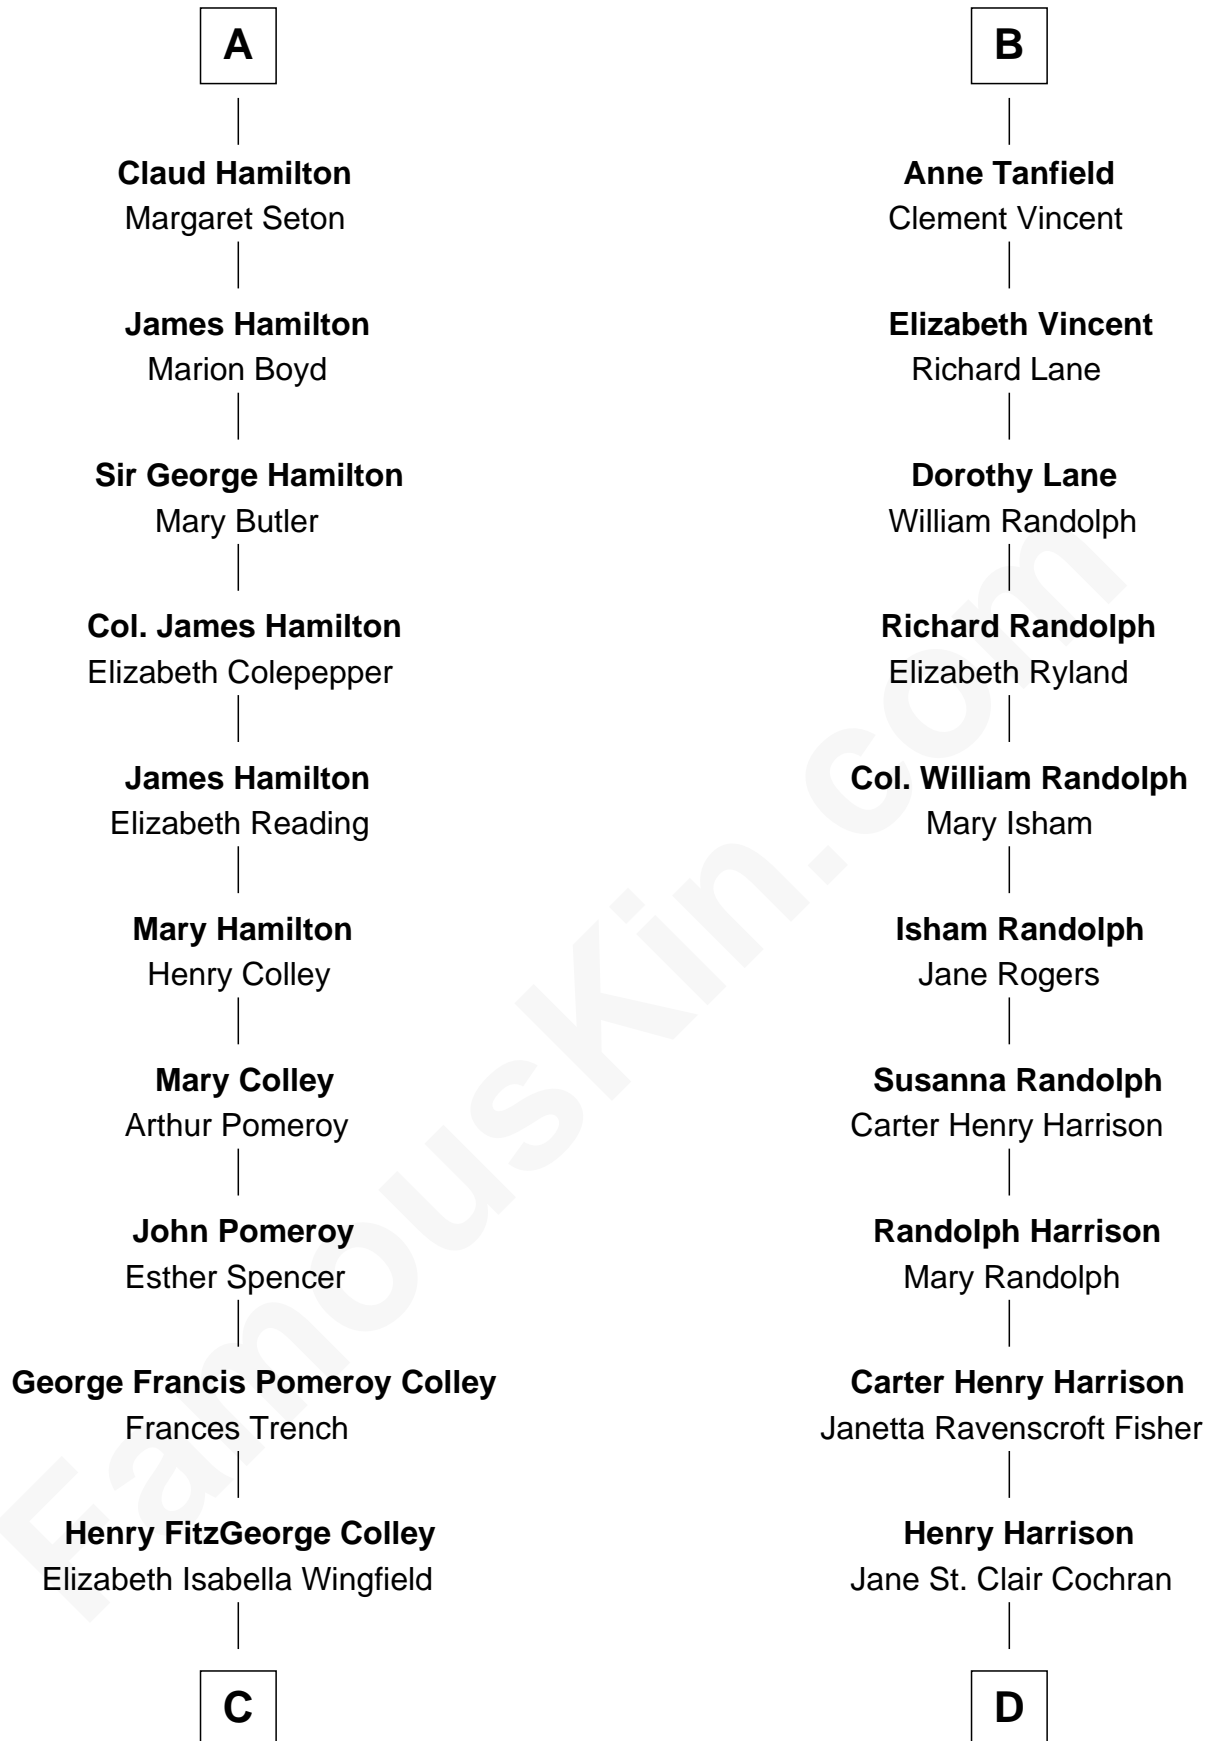 A
Claud Hamilton
Margaret Seton
James Hamilton
Marion Boyd
Sir George Hamilton
Mary Butler
Col. James Hamilton
Elizabeth Colepepper
James Hamilton
Elizabeth Reading
Mary Hamilton
Henry Colley
Mary Colley
Arthur Pomeroy
John Pomeroy
Esther Spencer
George Francis Pomeroy Colley
Frances Trench
Henry FitzGeorge Colley
Elizabeth Isabella Wingfield
C
B
Anne Tanfield
Clement Vincent
Elizabeth Vincent
Richard Lane
Dorothy Lane
William Randolph
Richard Randolph
Elizabeth Ryland
Col. William Randolph
Mary Isham
Isham Randolph
Jane Rogers
Susanna Randolph
Carter Henry Harrison
Randolph Harrison
Mary Randolph
Carter Henry Harrison
Janetta Ravenscroft Fisher
Henry Harrison
Jane St. Clair Cochran
D
FamousKin.com